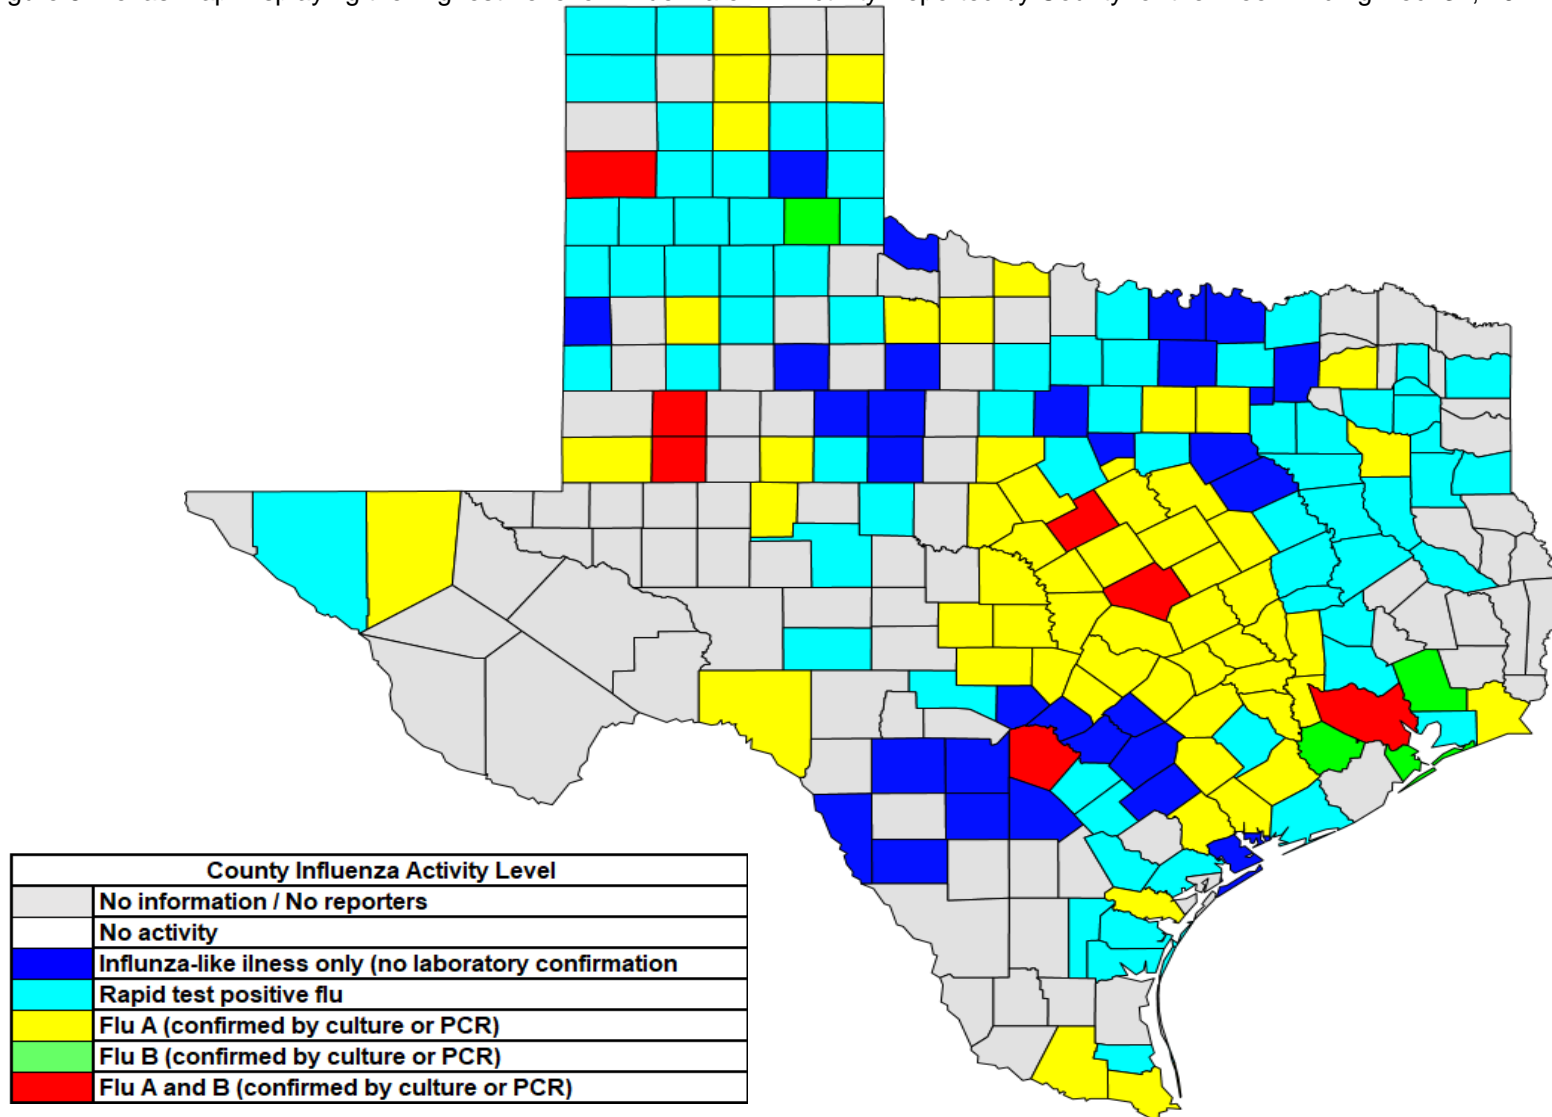 County Influenza Activity Level
No information / No reporters
No activity
Influnza-like ilness only (no laboratory confirmation
Rapid test positive flu
Flu A (confirmed by culture or PCR)
Flu B (confirmed by culture or PCR)
Flu A and B (confirmed by culture or PCR)